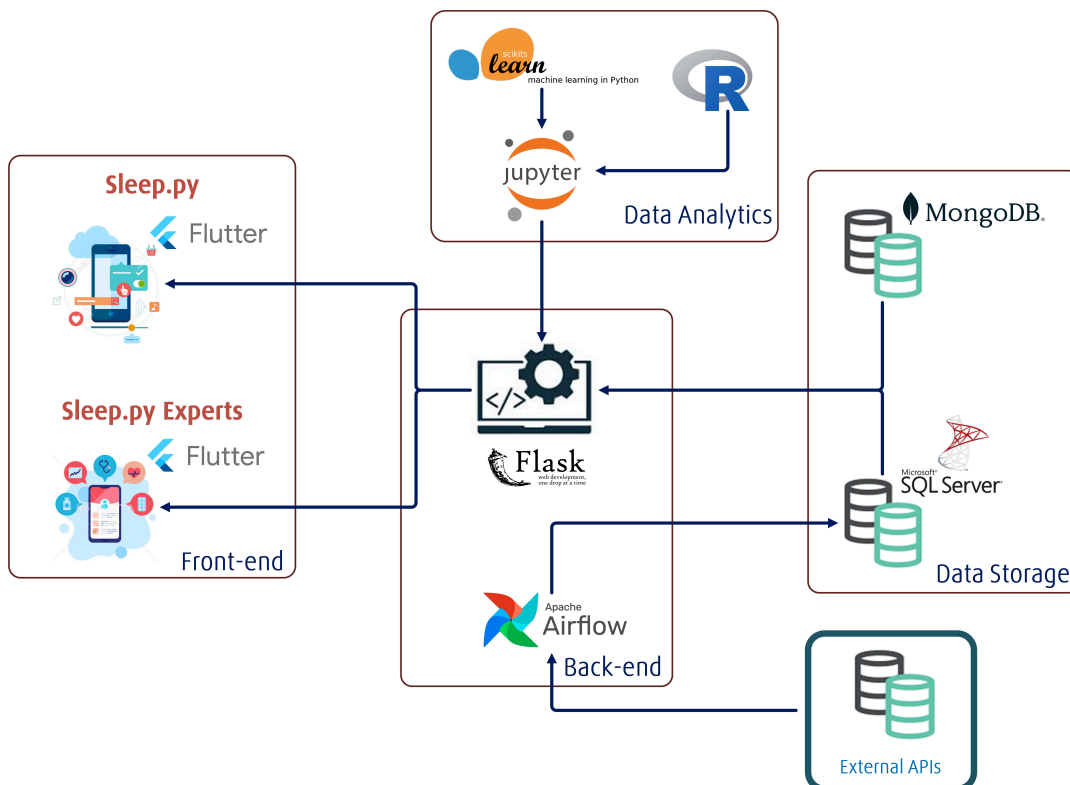 scikits
learn
machine learning in Python
R
jupyter
Data Analytics
Sleep.py
Flutter
Sleep.py Experts
Flutter
Front-end
</>
Flask
web development,
one drop at a time
Apache
Airflow
Back-end
MongoDB®
Microsoft®
SQL Server®
Data Storage
External APIs